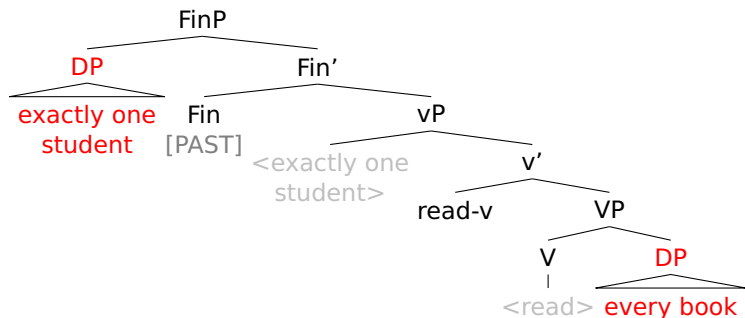 FinP
DP Fin’
exactly one
student
Fin
[PAST]
vP
<exactly one
student>
v’
read-v VP
V DP
<read> every book